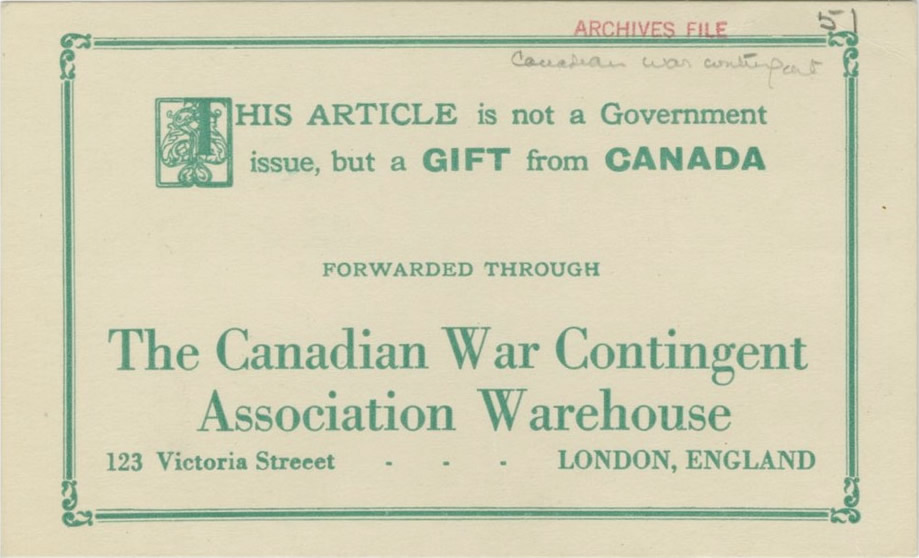 ARCHIVES FILE
5
Canadian war contingent
THIS ARTICLE is not a Government
issue, but a GIFT from CANADA
FORWARDED THROUGH
The Canadian War Contingent
Association Warehouse
123 Victoria Streeet - - - LONDON, ENGLAND